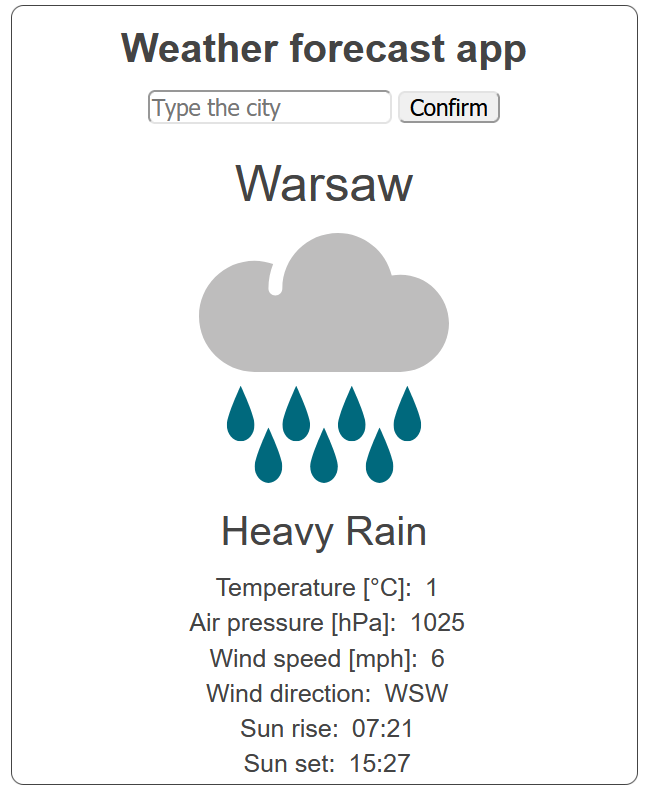 Weather forecast app
Type the city Confirm
Warsaw
Heavy Rain
Temperature [°C]: 1
Air pressure [hPa]: 1025
Wind speed [mph]: 6
Wind direction: WSW
Sun rise: 07:21
Sun set: 15:27